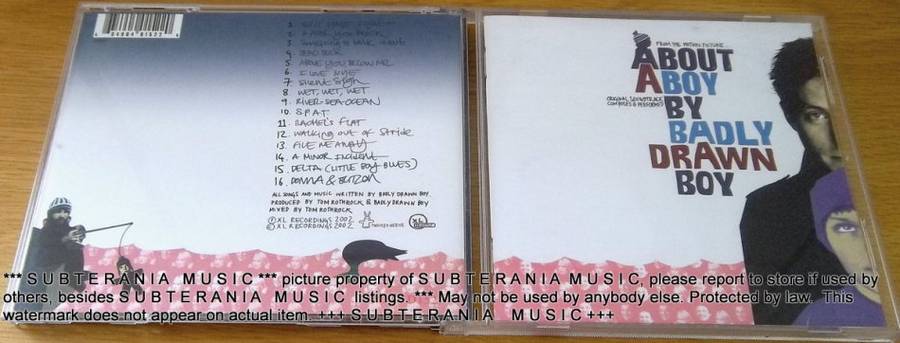 1. 
2. A PEAK YOU REACH
3. SOMETHING TO TALK ABOUT
4. DEAD DUCK
5. ABOVE YOU, BELOW ME
6. I LOVE N.Y.E.
7. SILENT SIGH
8. WET, WET, WET
9. RIVER-SEA-OCEAN
10. S.P.A.T.
11. RACHEL'S FLAT
12. WALKING OUT OF STRIDE
13. FILE ME AWAY
14. A MINOR INCIDENT
15. DELTA (LITTLE BOY BLUES)
16. DONNA & BLITZEN
ALL SONGS AND MUSIC WRITTEN BY BADLY DRAWN BOY.
PRODUCED BY TOM ROTHROCK & BADLY DRAWN BOY
MIXED BY TOM ROTHROCK
Ⓟ XL RECORDINGS 2002
© XL RECORDINGS 2002
FROM THE MOTION PICTURE
ABOUT
A BOY
ORIGINAL SOUNDTRACK
COMPOSED & PERFORMED
BY
BADLY
DRAWN
BOY
*** S U B T E R A N I A M U S I C *** picture property of S U B T E R A N I A M U S I C, please report to store if used by
others, besides S U B T E R A N I A M U S I C listings. *** May not be used by anybody else. Protected by law. This
watermark does not appear on actual item. +++ S U B T E R A N I A M U S I C +++